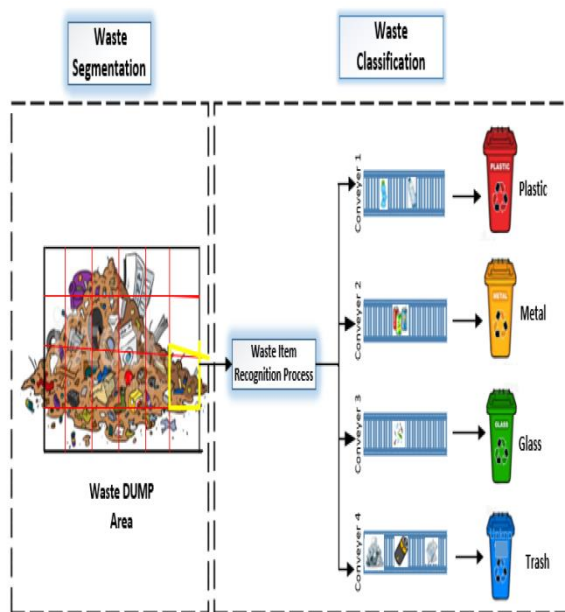 Waste
Segmentation
Waste
Classification
Waste DUMP
Area
Waste Item
Recognition Process
Conveyer 1
PLASTIC
Plastic
Conveyer 2
METAL
Metal
Conveyer 3
GLASS
Glass
Conveyer 4
Trash